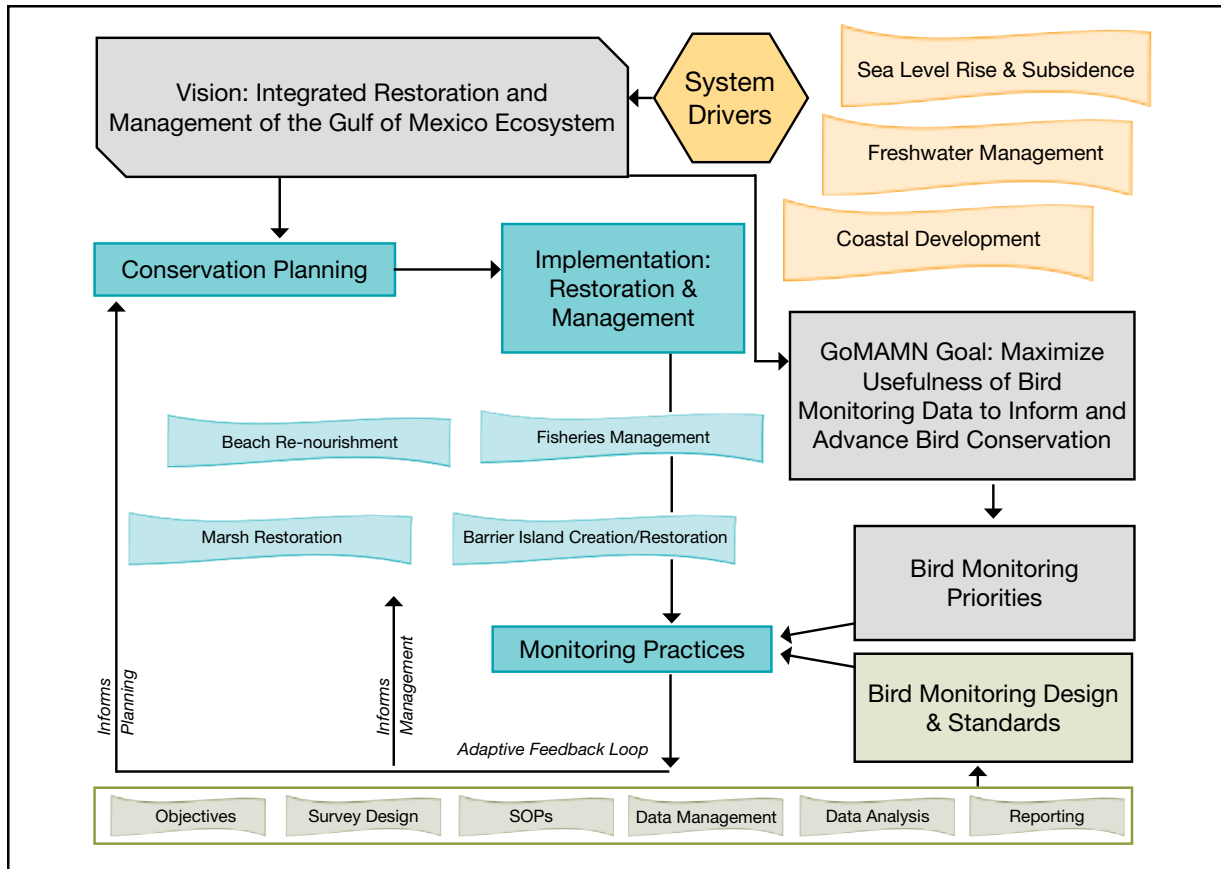 Vision: Integrated Restoration and
Management of the Gulf of Mexico Ecosystem
System
Drivers
Sea Level Rise & Subsidence
Freshwater Management
Coastal Development
Conservation Planning
Implementation:
Restoration &
Management
GoMAMN Goal: Maximize
Usefulness of Bird
Monitoring Data to Inform and
Advance Bird Conservation
Beach Re-nourishment
Fisheries Management
Marsh Restoration
Barrier Island Creation/Restoration
Bird Monitoring
Priorities
Monitoring Practices
Bird Monitoring Design
& Standards
Informs
Planning
Informs
Management
Adaptive Feedback Loop
Objectives
Survey Design
SOPs
Data Management
Data Analysis
Reporting